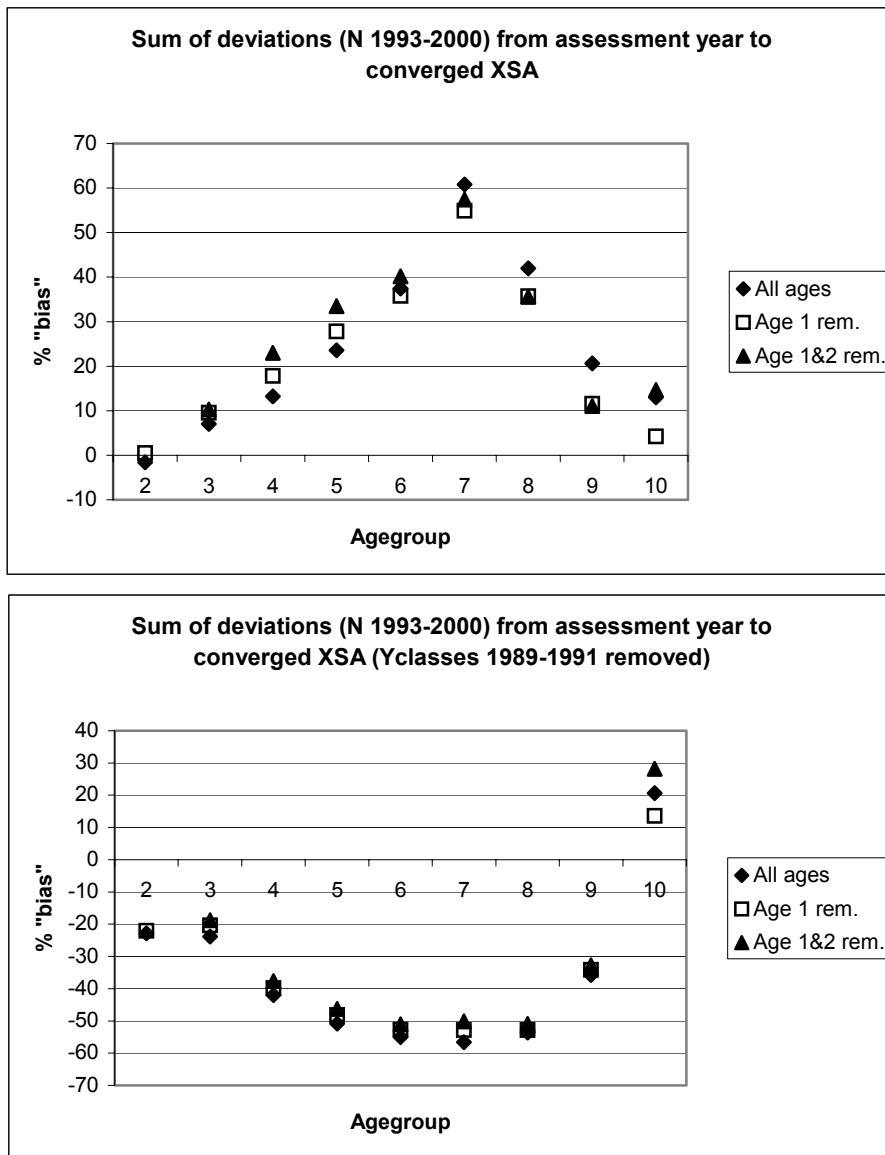 Sum of deviations (N 1993-2000) from assessment year to
converged XSA
70
60
50
40
30
20
10
0
-10
% "bias"
2 3 4 5 6 7 8 9 10
Agegroup
All ages
Age 1 rem.
Age 1&2 rem.
Sum of deviations (N 1993-2000) from assessment year to
converged XSA (Yclasses 1989-1991 removed)
40
30
20
10
0
-10
-20
-30
-40
-50
-60
-70
% "bias"
2 3 4 5 6 7 8 9 10
Agegroup
All ages
Age 1 rem.
Age 1&2 rem.